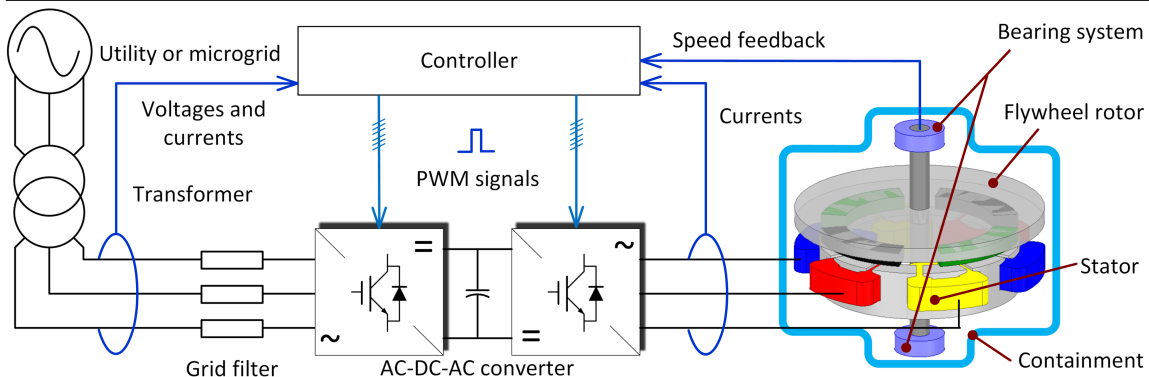 Utility or microgrid
Controller
Speed feedback
Bearing system
Voltages and
currents
Currents
Flywheel rotor
PWM signals
Transformer
=
~
~
=
Stator
Grid filter
AC-DC-AC converter
Containment